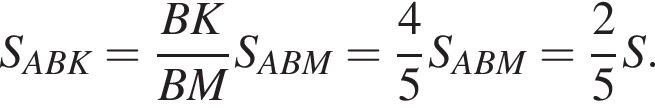 $S_{ABK} = \frac{BK}{BM} S_{ABM} = \frac{4}{5} S_{ABM} = \frac{2}{5} S.$